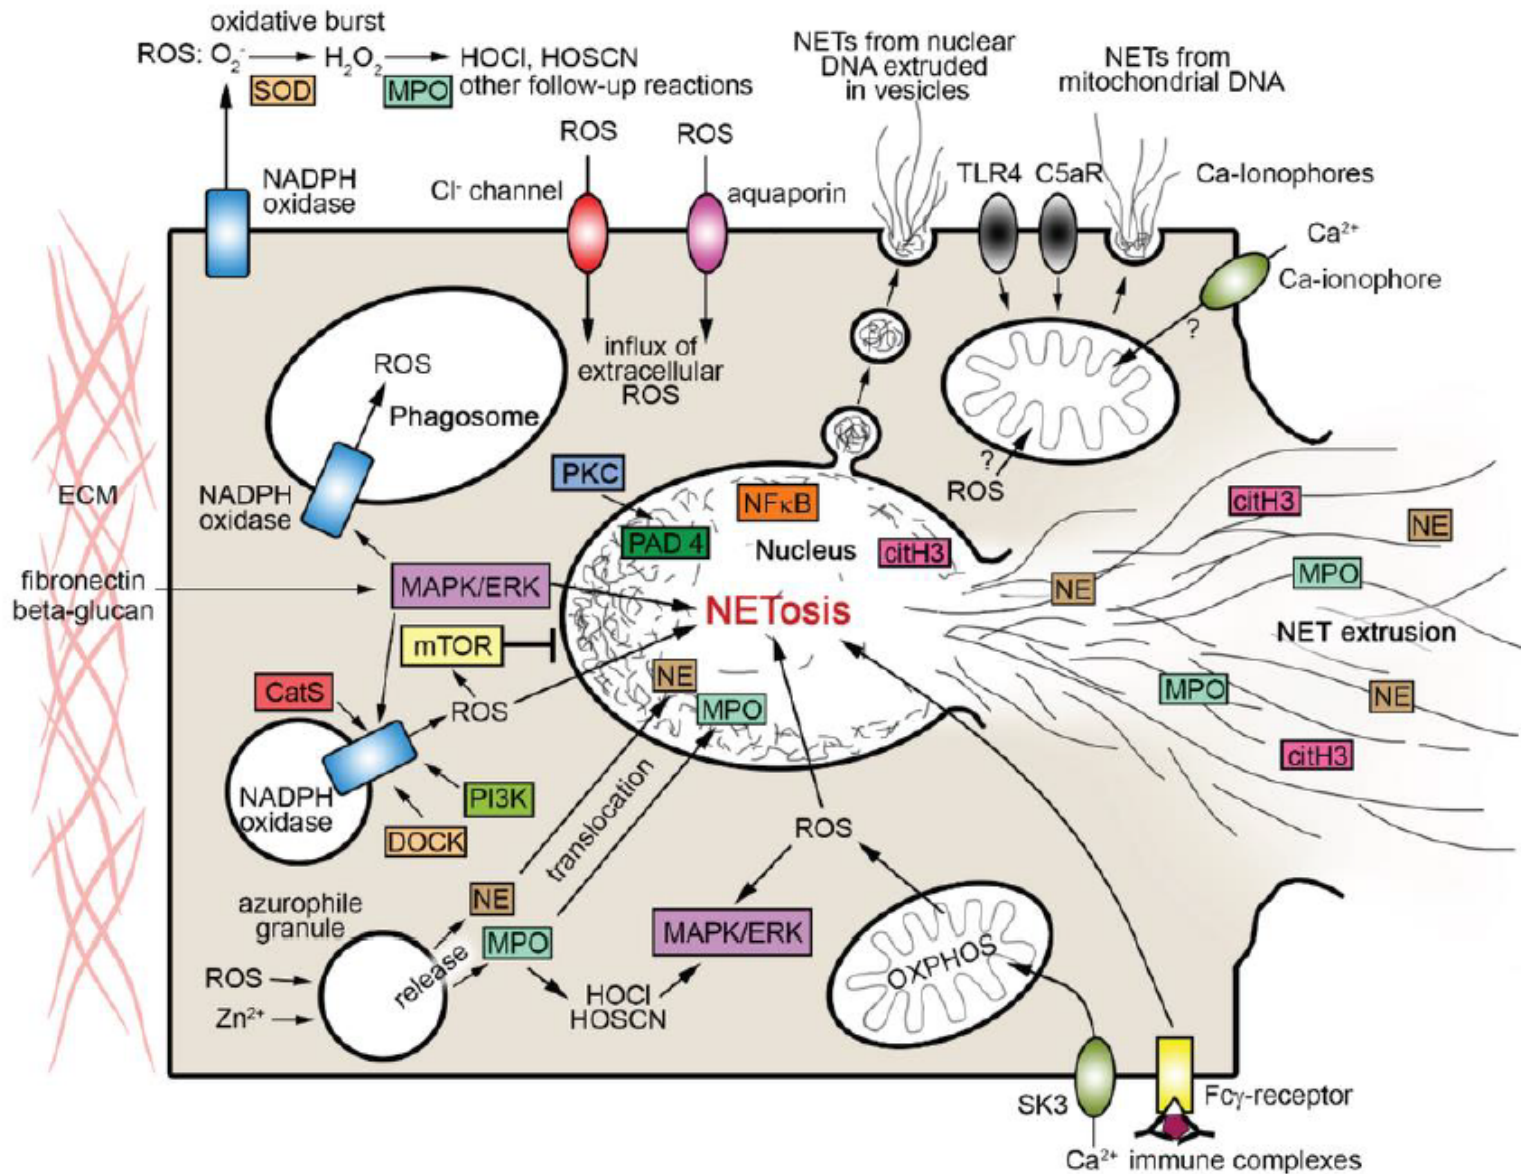 oxidative burst
ROS: O₂⁻ → H₂O₂ → HOCl, HOSCN
SOD
MPO
other follow-up reactions
NADPH
oxidase
ROS
ROS
Cl⁻ channel
aquaporin
influx of
extracellular
ROS
NETs from nuclear
DNA extruded
in vesicles
NETs from
mitochondrial DNA
TLR4
C5aR
Ca-Ionophores
Ca²⁺
Ca-ionophore
?
ROS
Phagosome
NADPH
oxidase
ECM
fibronectin
beta-glucan
PKC
PAD 4
NFκB
Nucleus
citH3
?
ROS
MAPK/ERK
NETosis
mTOR
NE
MPO
CatS
ROS
NADPH
oxidase
PI3K
DOCK
citH3
NE
MPO
NE
NET extrusion
MPO
NE
citH3
translocation
ROS
azurophile
granule
NE
MPO
release
ROS
Zn²⁺
HOCl
HOSCN
MAPK/ERK
OXPHOS
SK3
Ca²⁺
Fcγ-receptor
immune complexes